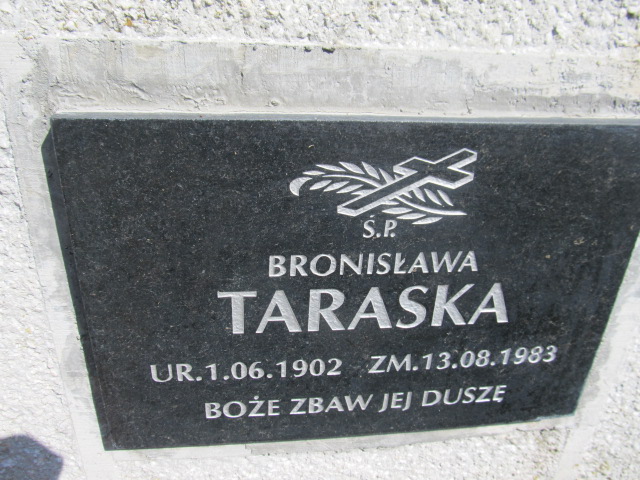 Ś.P.
BRONISŁAWA
TARASKA
UR.1.06.1902 ZM.13.08.1983
BOŻE ZBAW JEJ DUSZĘ